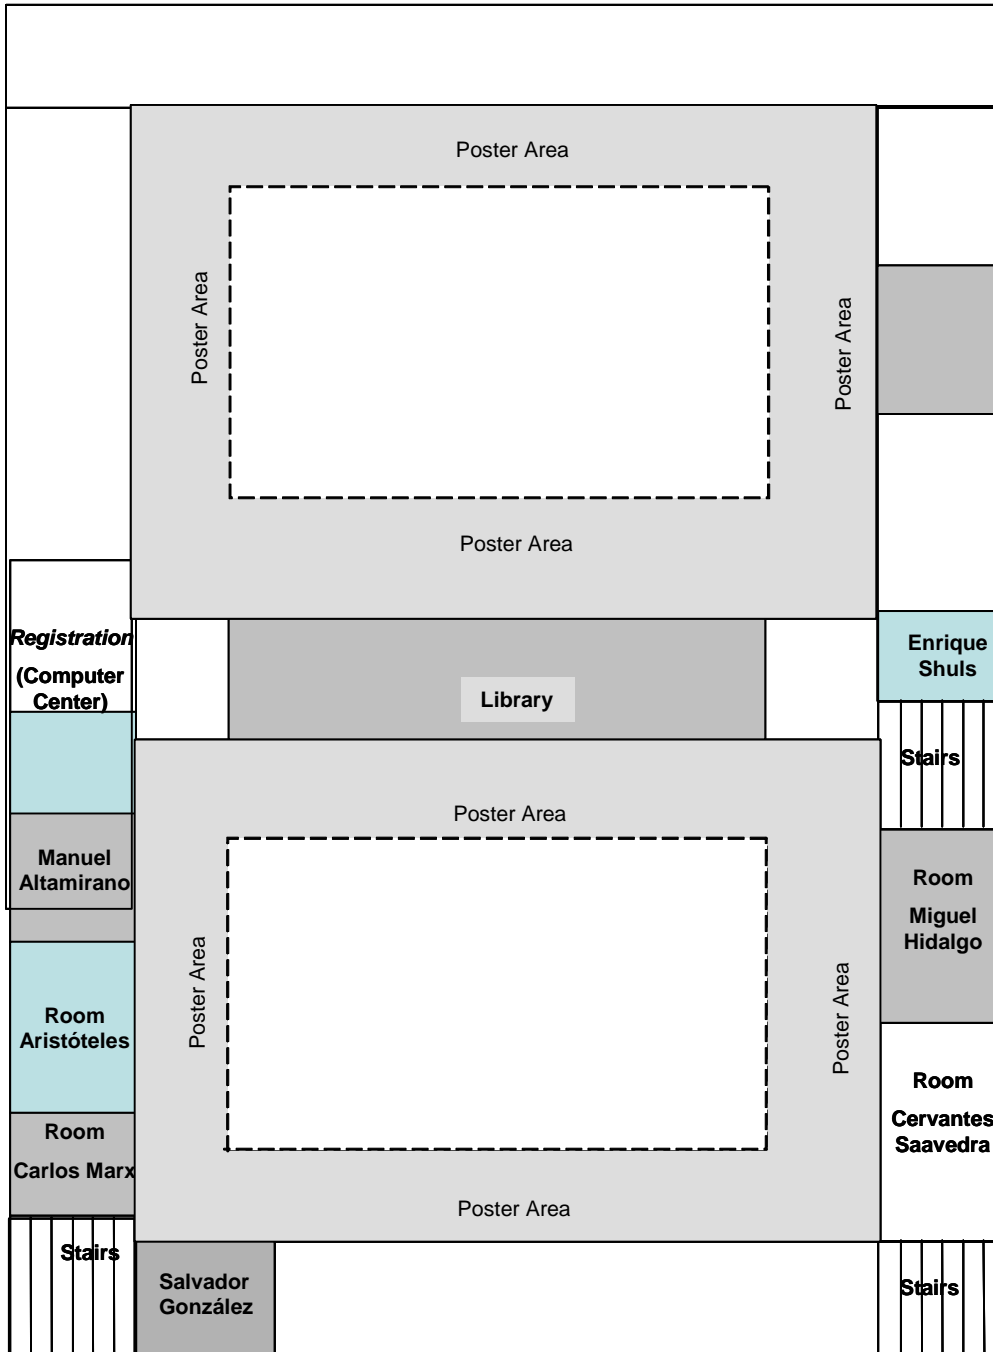 Poster Area
Poster Area
Poster Area
Poster Area
Registration
(Computer
Center)
Library
Enrique
Shuls
Stairs
Poster Area
Manuel
Altamirano
Room
Miguel
Hidalgo
Poster Area
Poster Area
Room
Aristóteles
Room
Cervantes
Saavedra
Room
Carlos Marx
Poster Area
Stairs
Salvador
González
Stairs